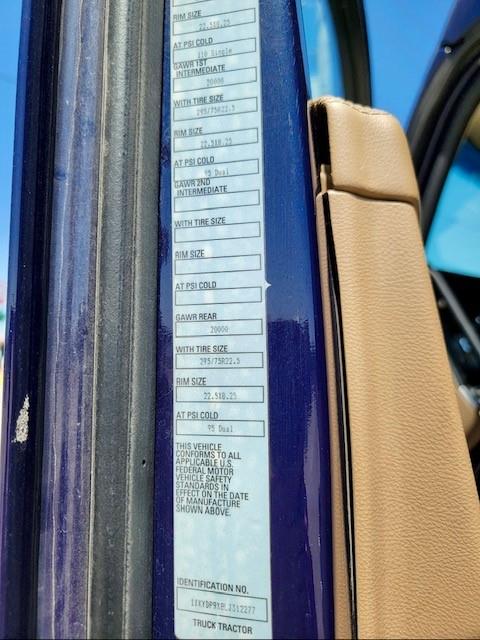 RIM SIZE
22.5X8.25
AT PSI COLD
110 Single
GAWR 1ST
INTERMEDIATE
20000
WITH TIRE SIZE
295/75R22.5
RIM SIZE
22.5X8.25
AT PSI COLD
95 Dual
GAWR 2ND
INTERMEDIATE
WITH TIRE SIZE
RIM SIZE
AT PSI COLD
GAWR REAR
20000
WITH TIRE SIZE
295/75R22.5
RIM SIZE
22.5X8.25
AT PSI COLD
95 Dual
THIS VEHICLE
CONFORMS TO ALL
APPLICABLE U.S.
FEDERAL MOTOR
VEHICLE SAFETY
STANDARDS IN
EFFECT ON THE DATE
OF MANUFACTURE
SHOWN ABOVE.
IDENTIFICATION NO.
TRUCK TRACTOR